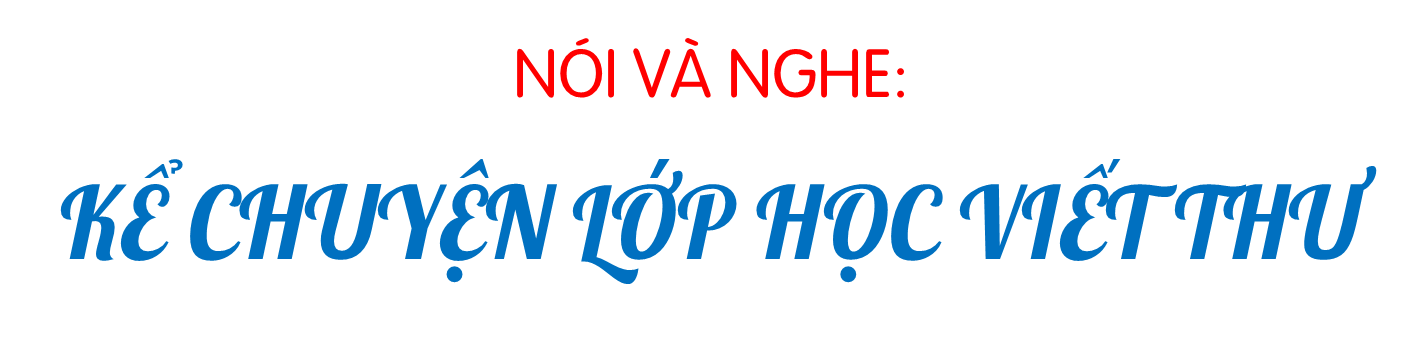 NÓI VÀ NGHE:
KỂ CHUYỆN LỚP HỌC VIẾT THƯ